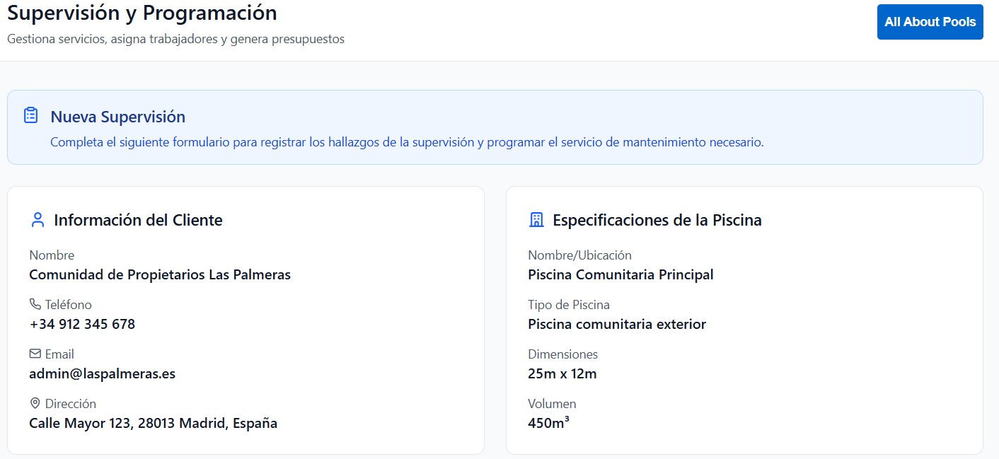 Supervisión y Programación
Gestiona servicios, asigna trabajadores y genera presupuestos
All About Pools
Nueva Supervisión
Completa el siguiente formulario para registrar los hallazgos de la supervisión y programar el servicio de mantenimiento necesario.
Información del Cliente
Nombre
Comunidad de Propietarios Las Palmeras
Teléfono
+34 912 345 678
Email
admin@laspalmeras.es
Dirección
Calle Mayor 123, 28013 Madrid, España
Especificaciones de la Piscina
Nombre/Ubicación
Piscina Comunitaria Principal
Tipo de Piscina
Piscina comunitaria exterior
Dimensiones
25m x 12m
Volumen
450m³